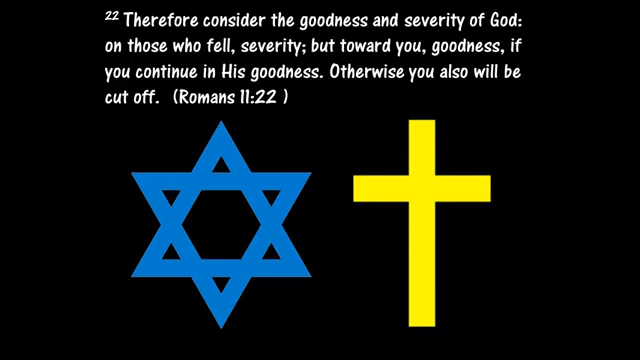 22 Therefore consider the goodness and severity of God:
on those who fell, severity; but toward you, goodness, if
you continue in His goodness. Otherwise you also will be
cut off. (Romans 11:22 )